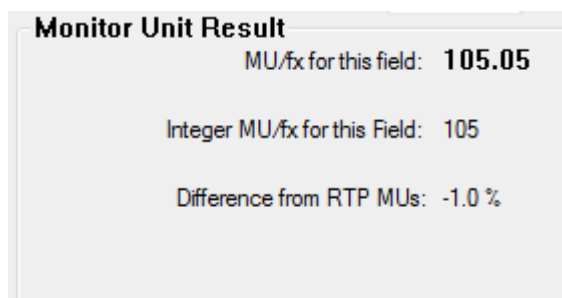 Monitor Unit Result
MU/fx for this field: 105.05
Integer MU/fx for this Field: 105
Difference from RTP MUs: -1.0 %